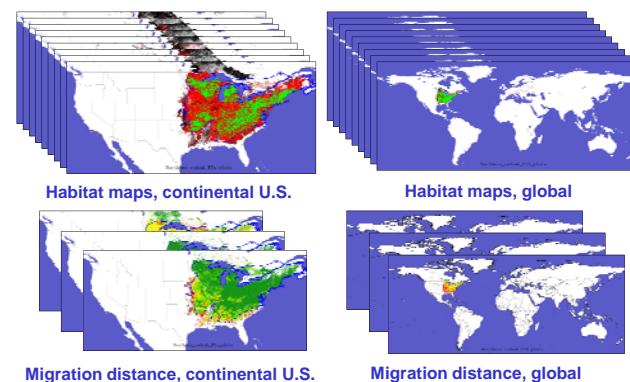 Habitat maps, continental U.S.
Habitat maps, global
Migration distance, continental U.S.
Migration distance, global